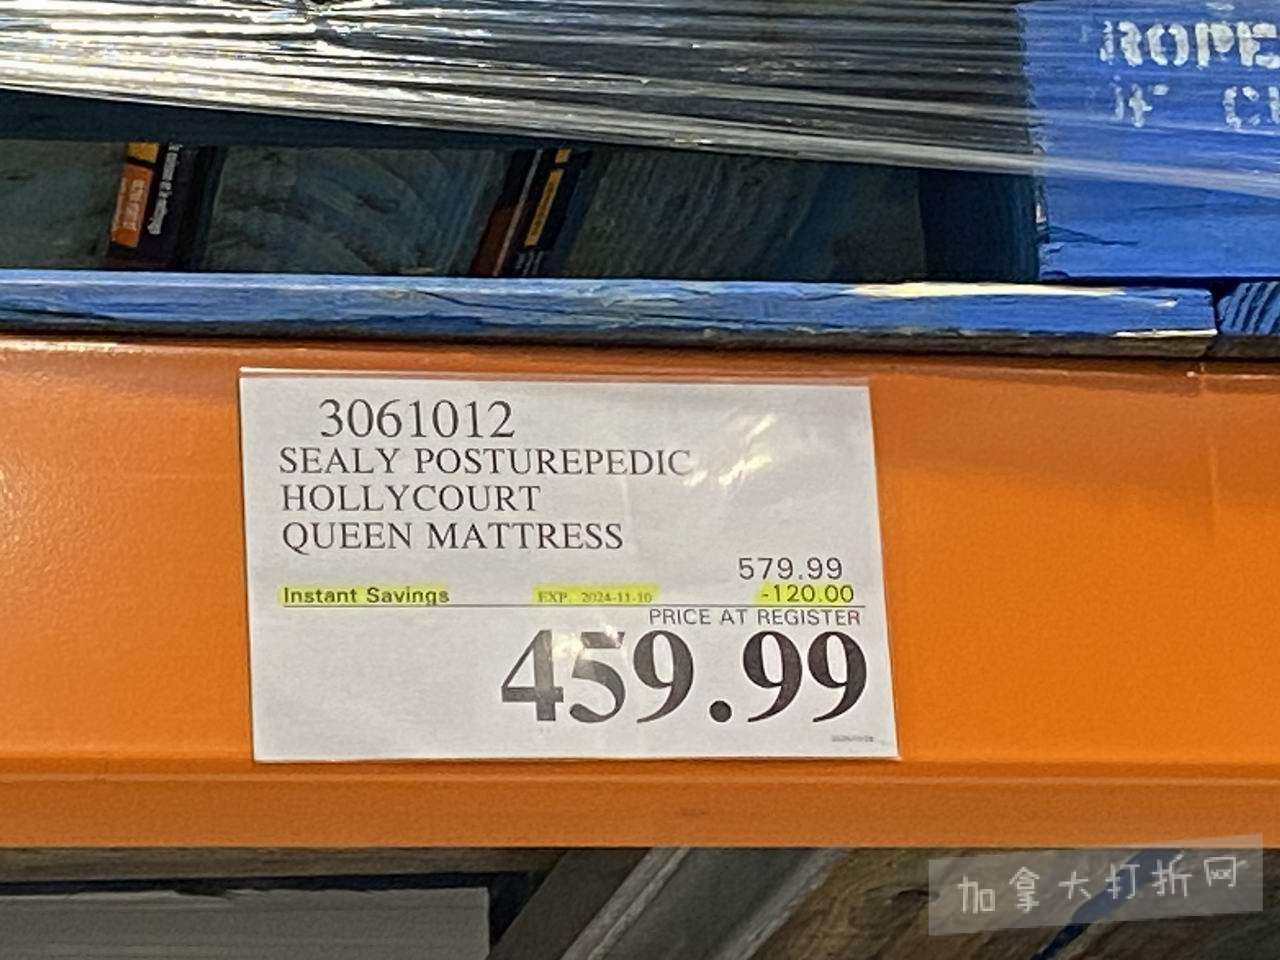 3061012
SEALY POSTUREPEDIC
HOLLYCOURT
QUEEN MATTRESS
579.99
Instant Savings EXP. 2024-11-10 -120.00
PRICE AT REGISTER
459.99
加拿大打折网